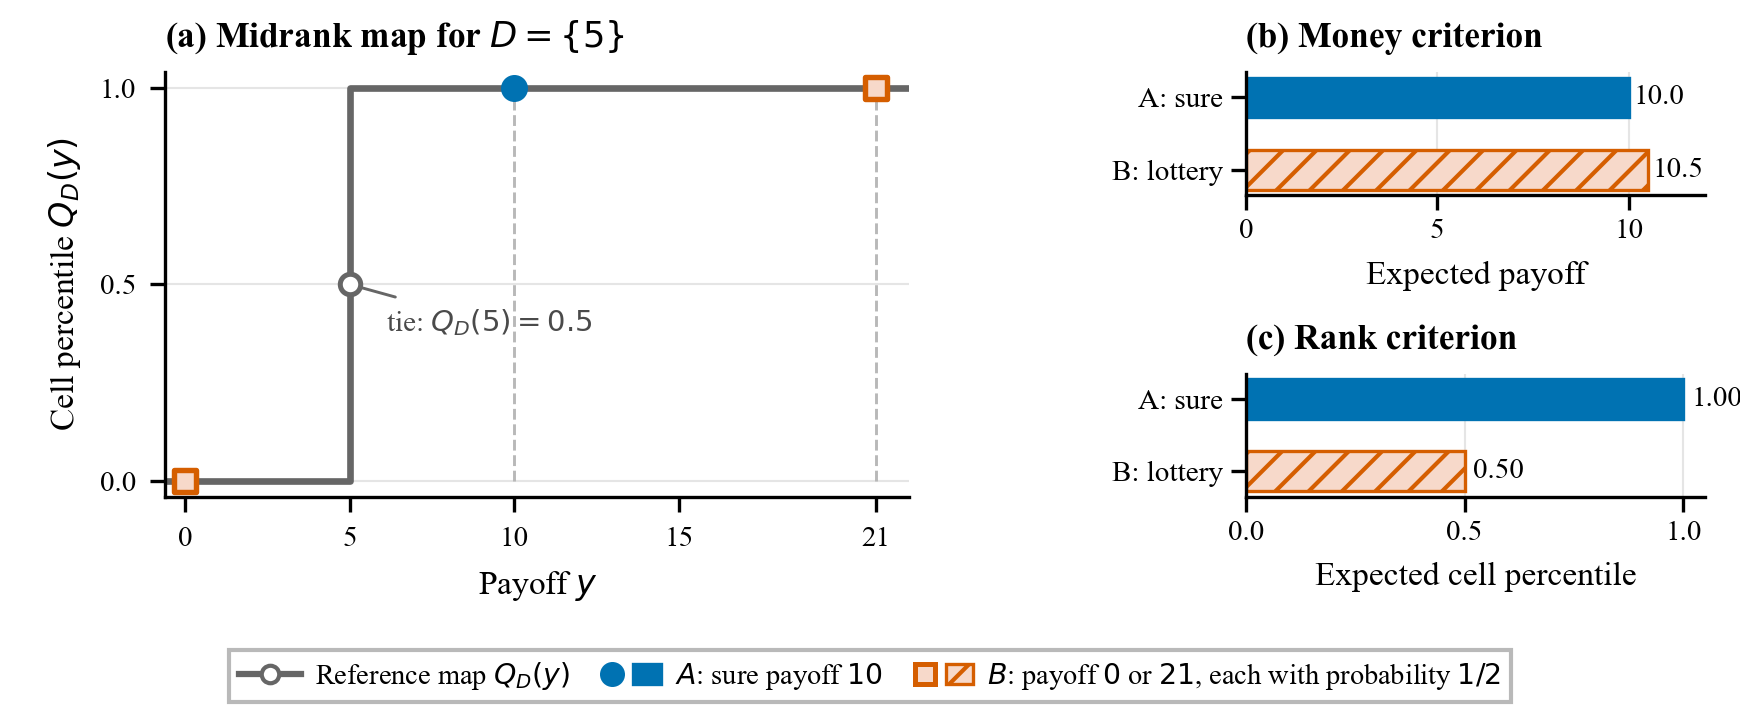 (a) Midrank map for D = {5}
1.0
0.5
0.0
Cell percentile Q_D(y)
tie: Q_D(5) = 0.5
0 5 10 15 21
Payoff y
(b) Money criterion
A: sure 10.0
B: lottery 10.5
0 5 10
Expected payoff
(c) Rank criterion
A: sure 1.00
B: lottery 0.50
0.0 0.5 1.0
Expected cell percentile
Reference map Q_D(y) A: sure payoff 10 B: payoff 0 or 21, each with probability 1/2